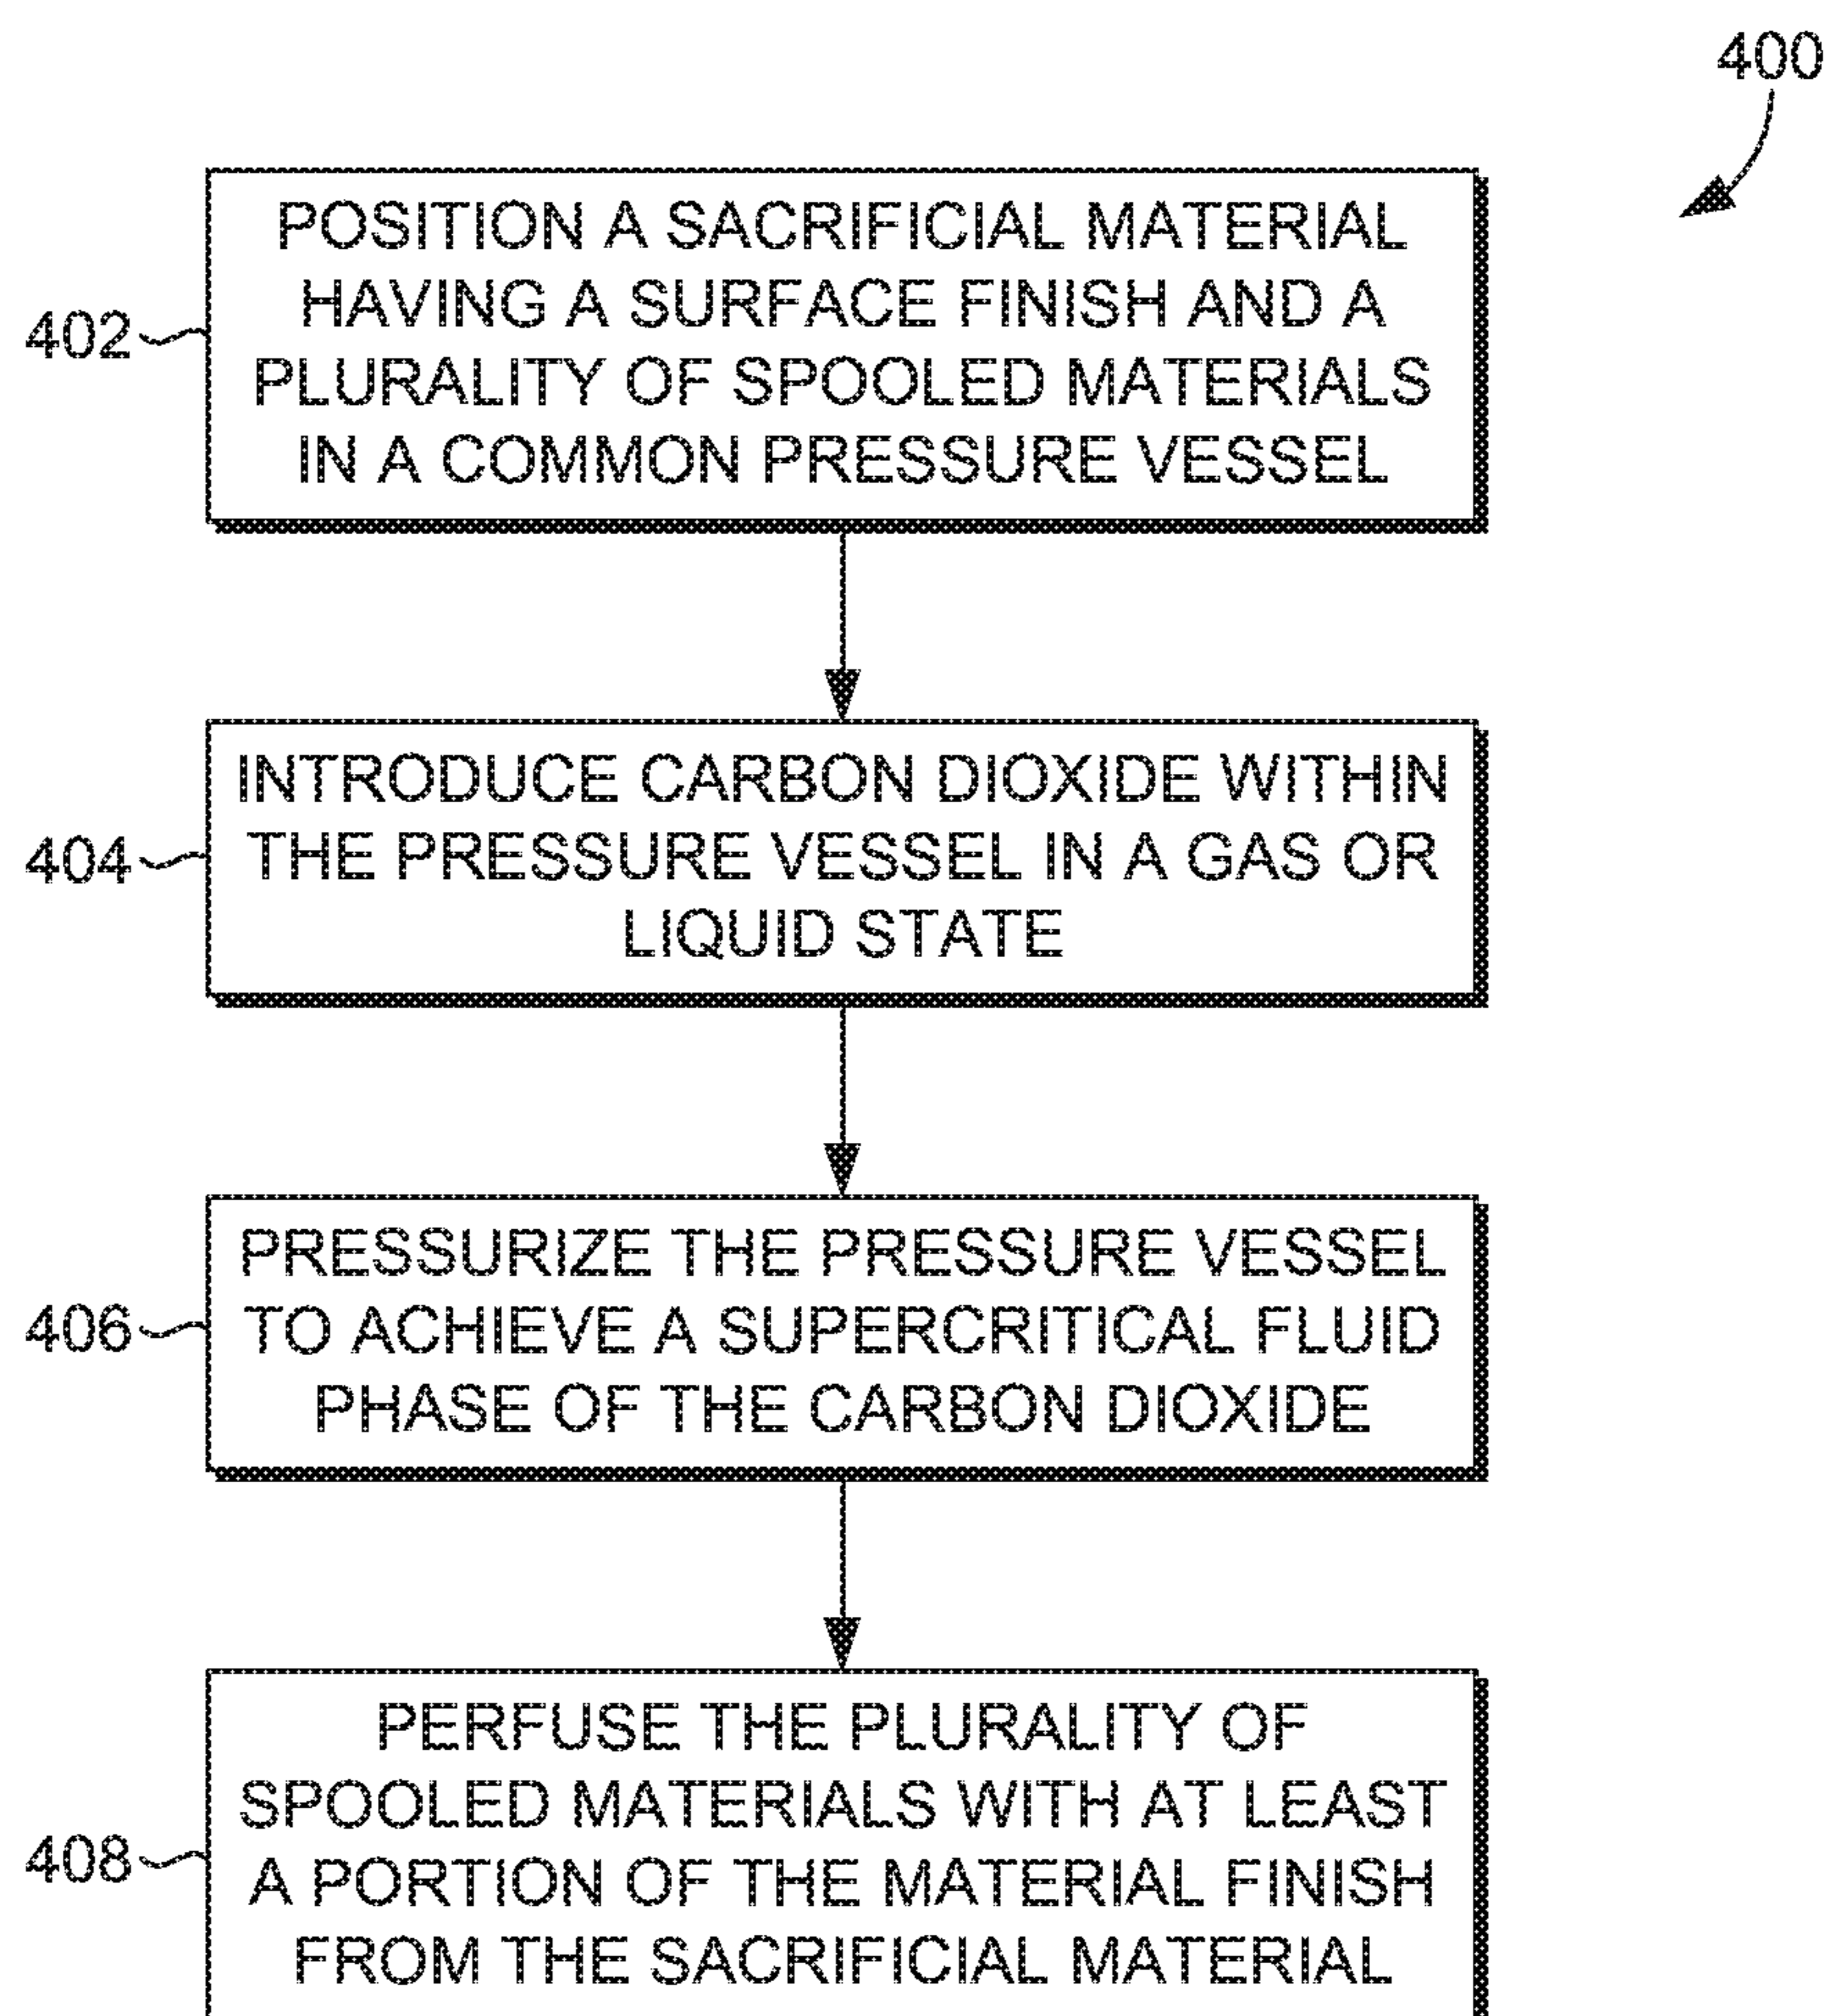 400
402
POSITION A SACRIFICIAL MATERIAL
HAVING A SURFACE FINISH AND A
PLURALITY OF SPOOLED MATERIALS
IN A COMMON PRESSURE VESSEL
404
INTRODUCE CARBON DIOXIDE WITHIN
THE PRESSURE VESSEL IN A GAS OR
LIQUID STATE
406
PRESSURIZE THE PRESSURE VESSEL
TO ACHIEVE A SUPERCRITICAL FLUID
PHASE OF THE CARBON DIOXIDE
408
PERFUSE THE PLURALITY OF
SPOOLED MATERIALS WITH AT LEAST
A PORTION OF THE MATERIAL FINISH
FROM THE SACRIFICIAL MATERIAL